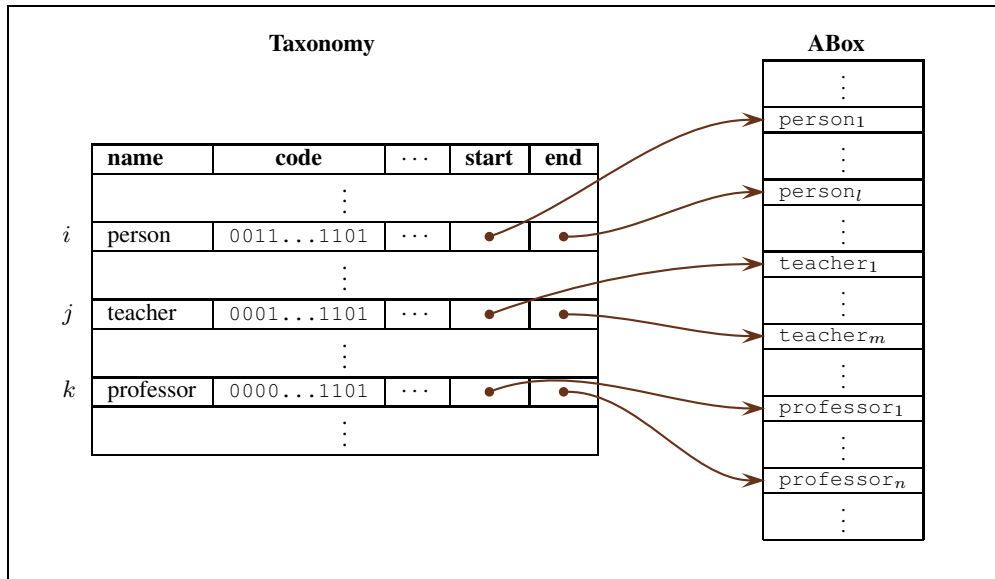 Taxonomy
ABox
name code ··· start end
⋮
i person 0011...1101 ···
⋮
j teacher 0001...1101 ···
⋮
k professor 0000...1101 ···
⋮
⋮
person₁
⋮
personₗ
⋮
teacher₁
⋮
teacherₘ
⋮
professor₁
⋮
professorₙ
⋮